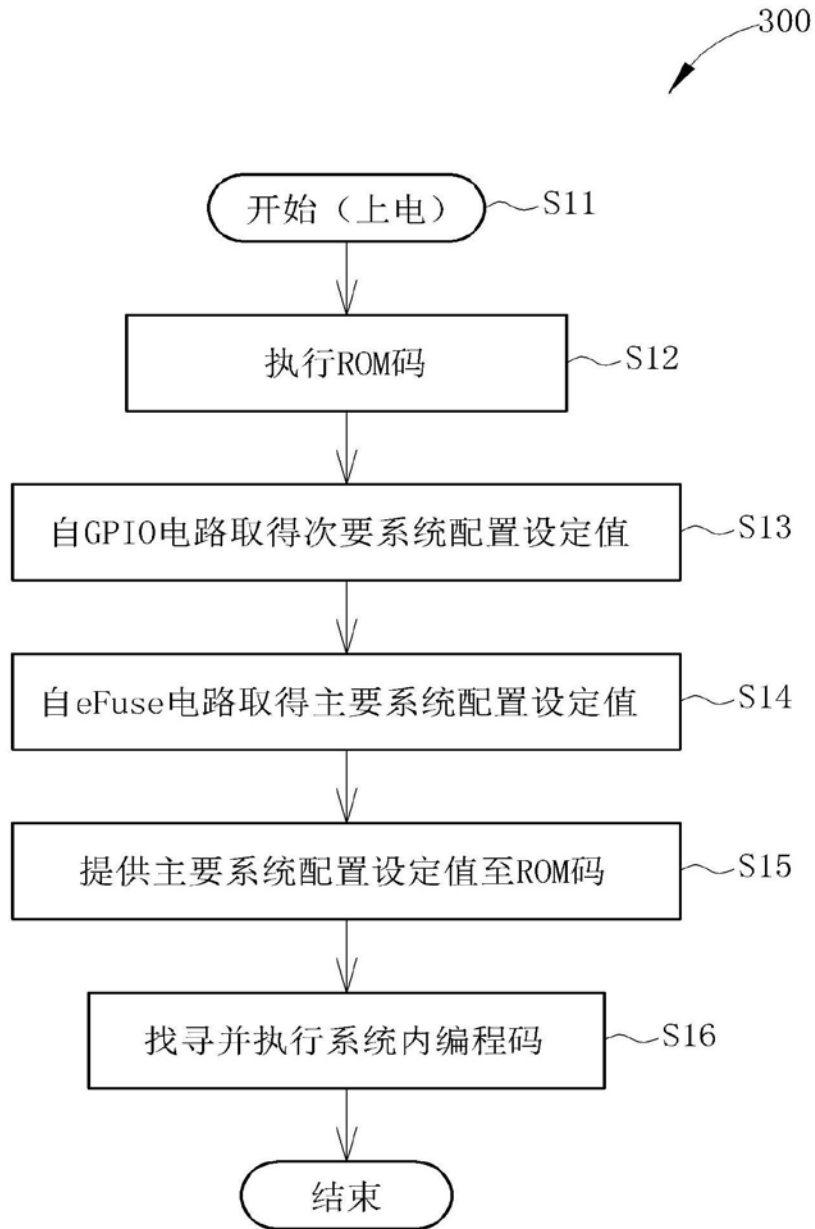 300
开始（上电）
S11
执行ROM码
S12
自GPIO电路取得次要系统配置设定值
S13
自eFuse电路取得主要系统配置设定值
S14
提供主要系统配置设定值至ROM码
S15
找寻并执行系统内编程码
S16
结束